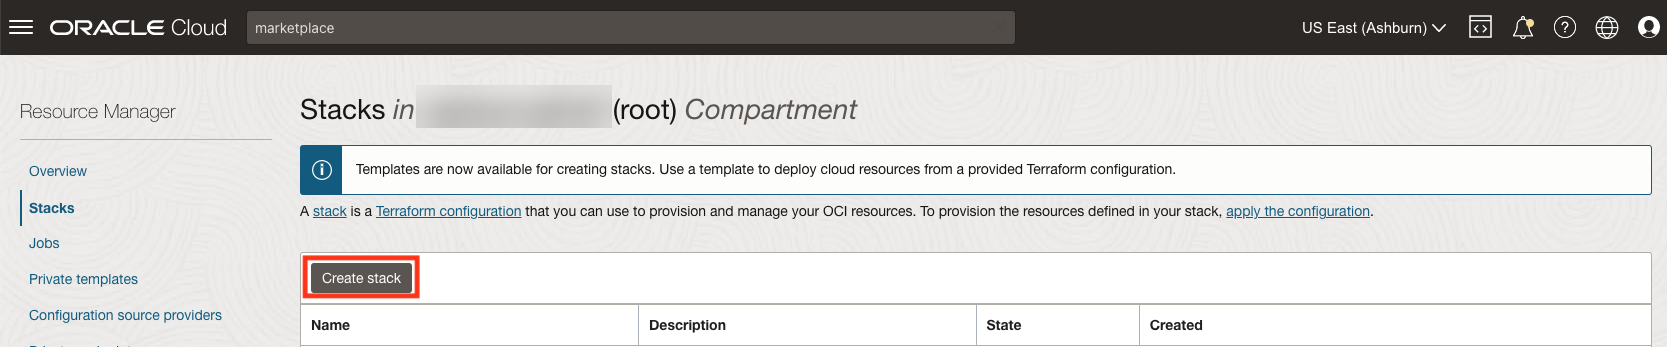 ORACLE Cloud
marketplace
US East (Ashburn)
Resource Manager
Overview
Stacks
Jobs
Private templates
Configuration source providers
Stacks in (root) Compartment
Templates are now available for creating stacks. Use a template to deploy cloud resources from a provided Terraform configuration.
A stack is a Terraform configuration that you can use to provision and manage your OCI resources. To provision the resources defined in your stack, apply the configuration.
Create stack
Name Description State Created